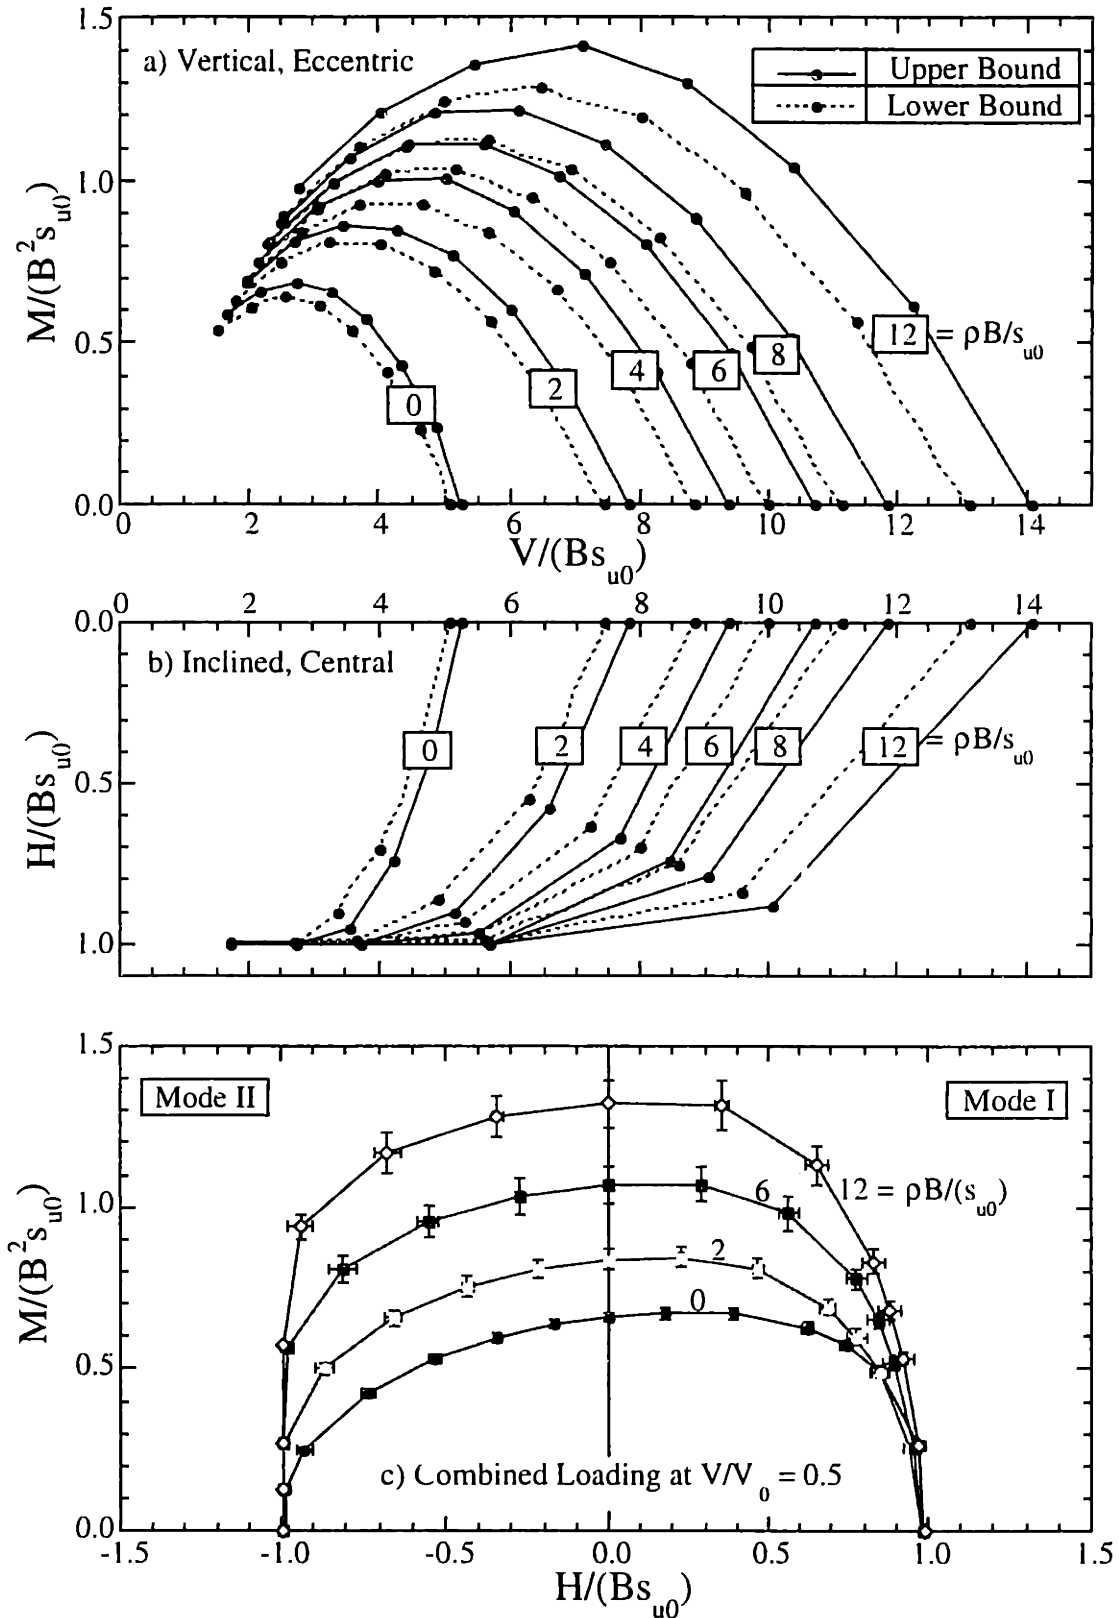 1.5
a) Vertical, Eccentric
Upper Bound
Lower Bound
1.0
M/(B²s_u0)
0.5
12 = ρB/s_u0
8
6
4
2
0
0.0
0 2 4 6 8 10 12 14
V/(Bs_u0)
0 2 4 6 8 10 12 14
0.0
b) Inclined, Central
0 2 4 6 8 12 = ρB/s_u0
H/(Bs_u0)
0.5
1.0
1.5
Mode II
Mode I
1.0
6
12 = ρB/(s_u0)
2
0
M/(B²s_u0)
0.5
c) Combined Loading at V/V_0 = 0.5
0.0
-1.5 -1.0 -0.5 0.0 0.5 1.0 1.5
H/(Bs_u0)